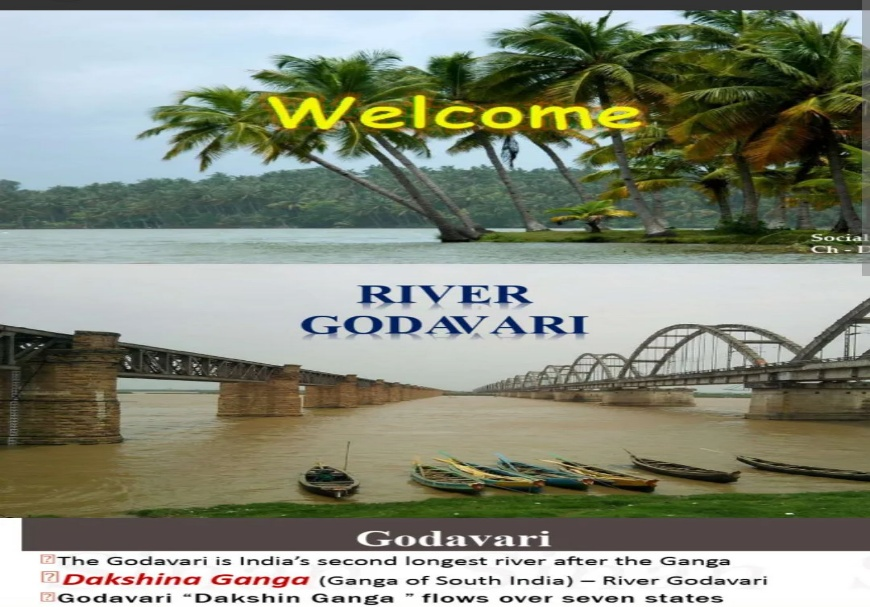 Welcome
Social
Ch -
RIVER
GODAVARI
Godavari
The Godavari is India's second longest river after the Ganga
Dakshina Ganga (Ganga of South India) – River Godavari
Godavari "Dakshin Ganga " flows over seven states